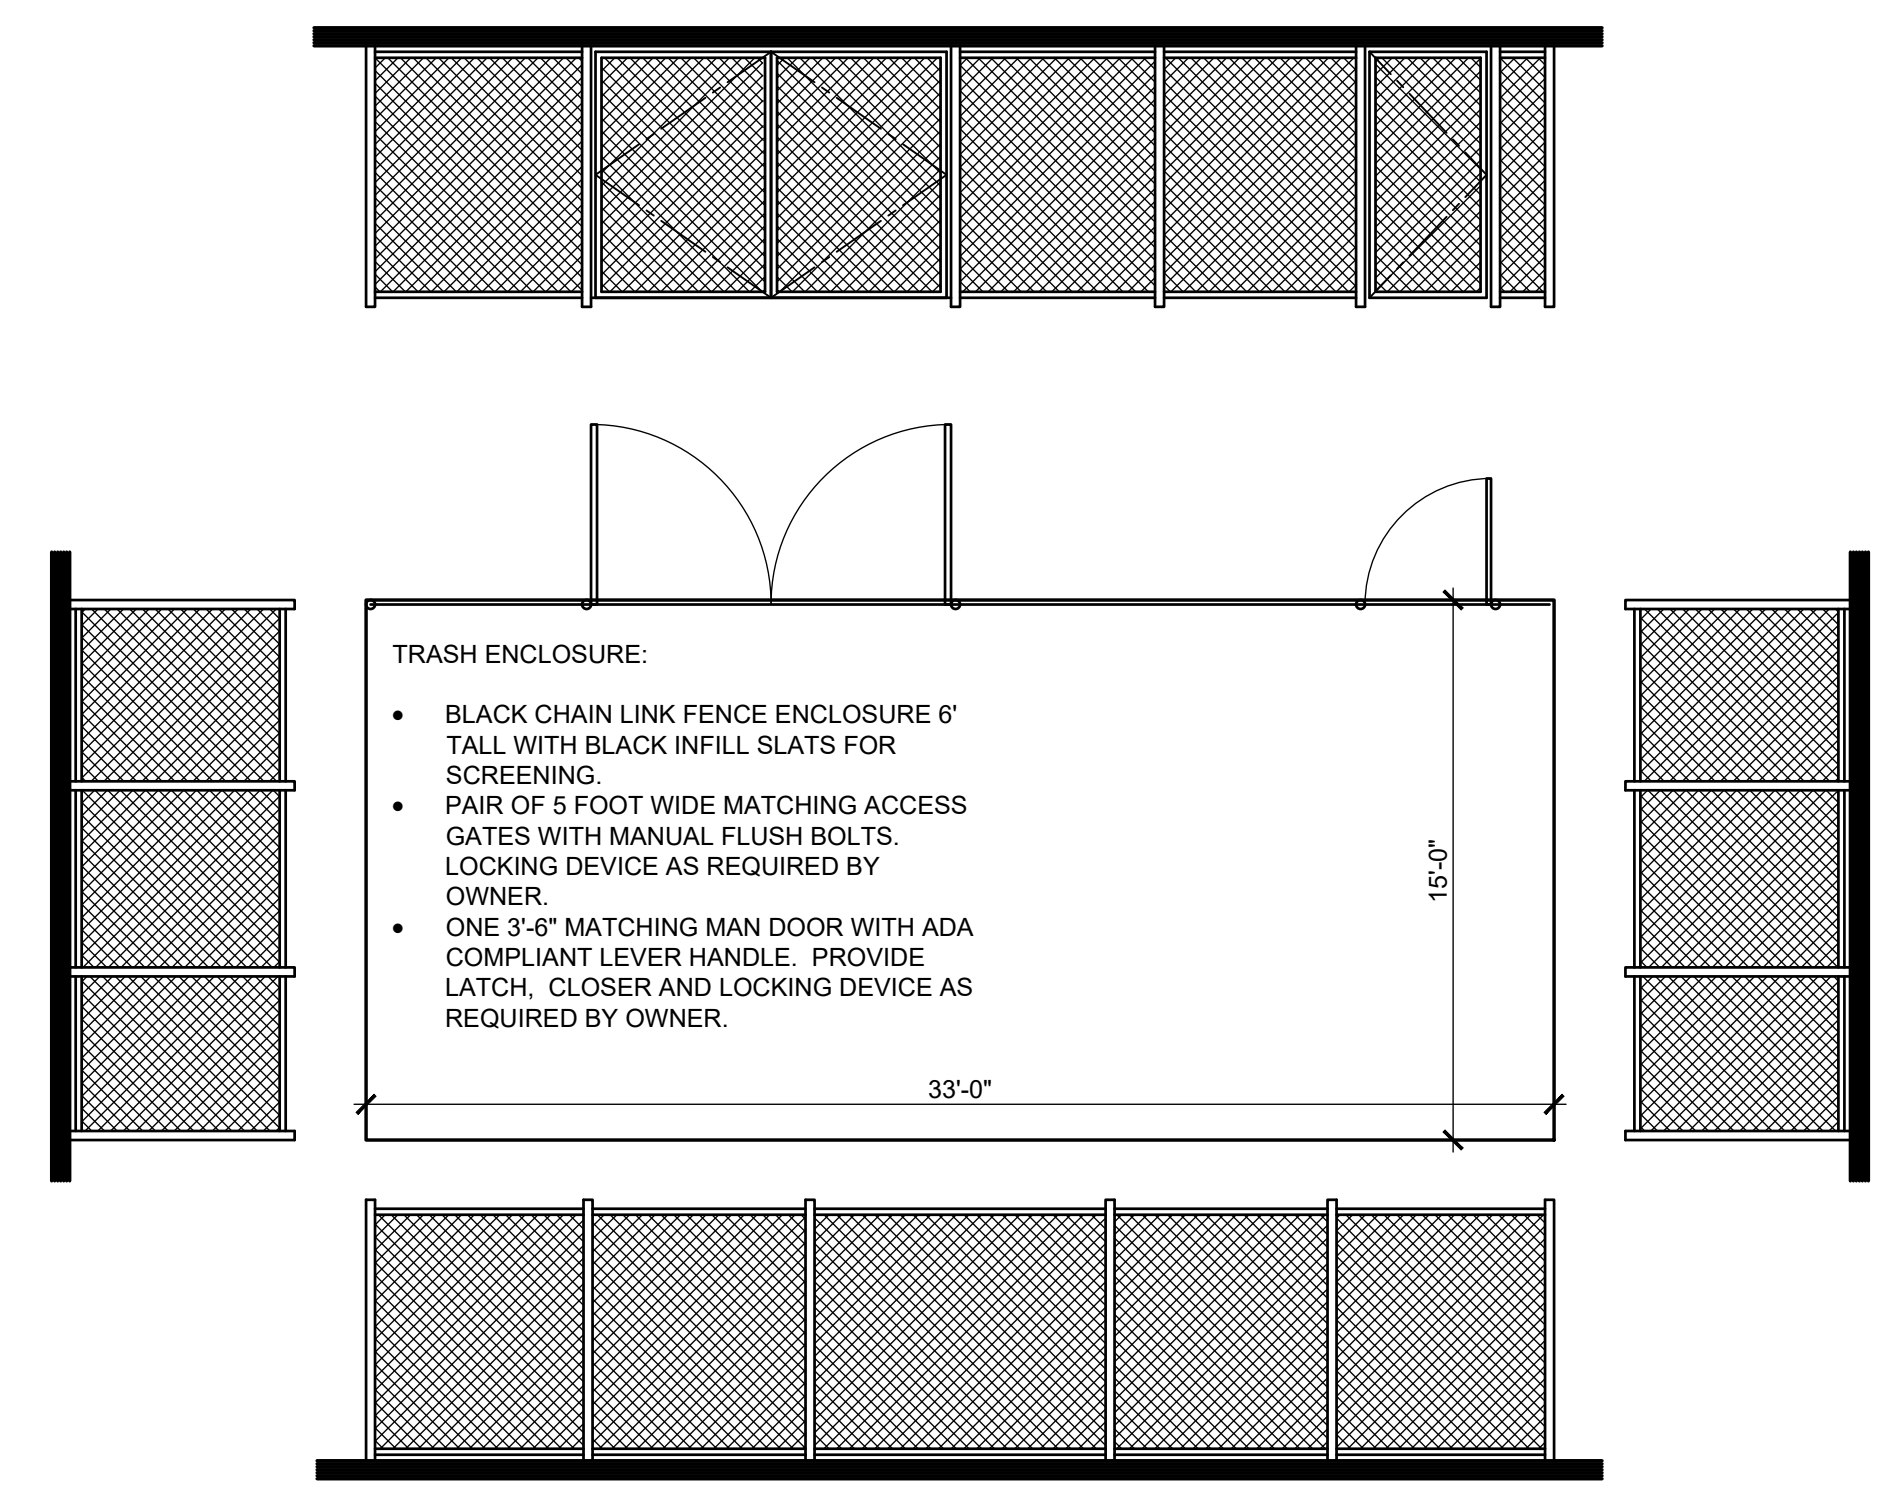 TRASH ENCLOSURE:
• BLACK CHAIN LINK FENCE ENCLOSURE 6'
TALL WITH BLACK INFILL SLATS FOR
SCREENING.
• PAIR OF 5 FOOT WIDE MATCHING ACCESS
GATES WITH MANUAL FLUSH BOLTS.
LOCKING DEVICE AS REQUIRED BY
OWNER.
• ONE 3'-6" MATCHING MAN DOOR WITH ADA
COMPLIANT LEVER HANDLE. PROVIDE
LATCH, CLOSER AND LOCKING DEVICE AS
REQUIRED BY OWNER.
15'-0"
33'-0"